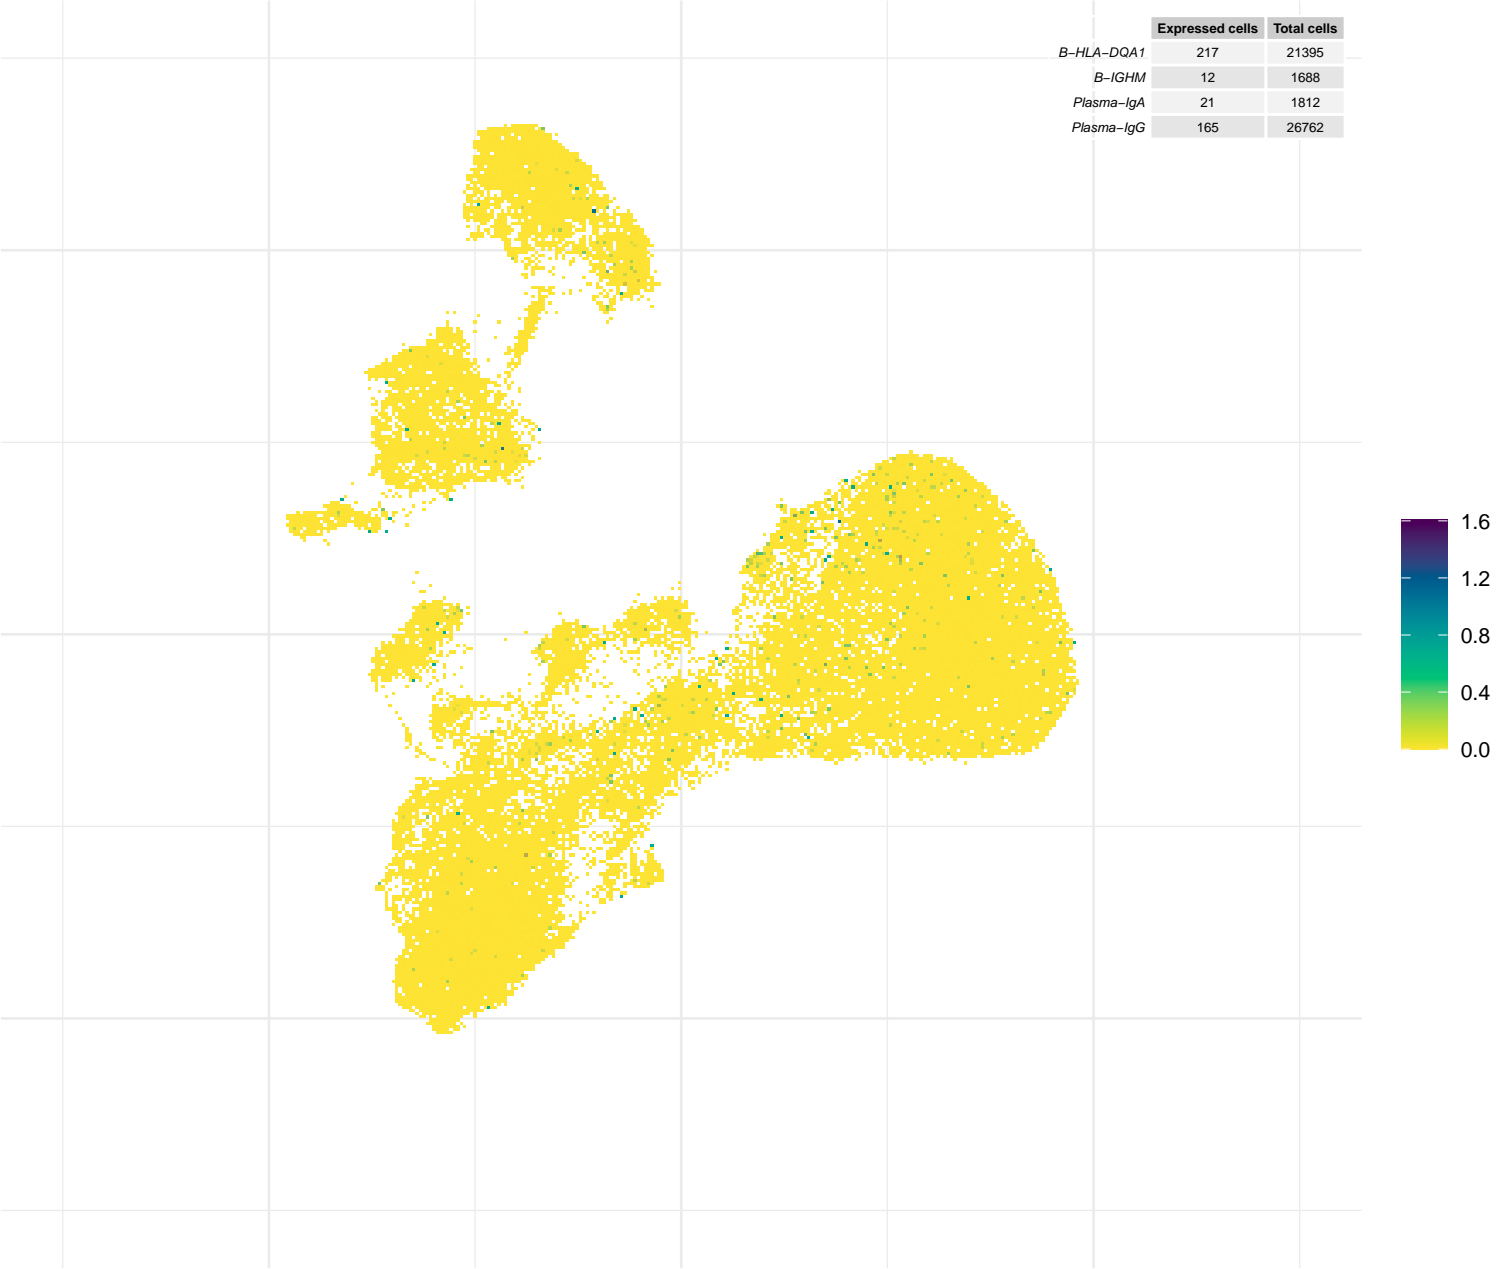 Expressed cells Total cells
B−HLA−DQA1 217 21395
B−IGHM 12 1688
Plasma−IgA 21 1812
Plasma−IgG 165 26762
1.6
1.2
0.8
0.4
0.0